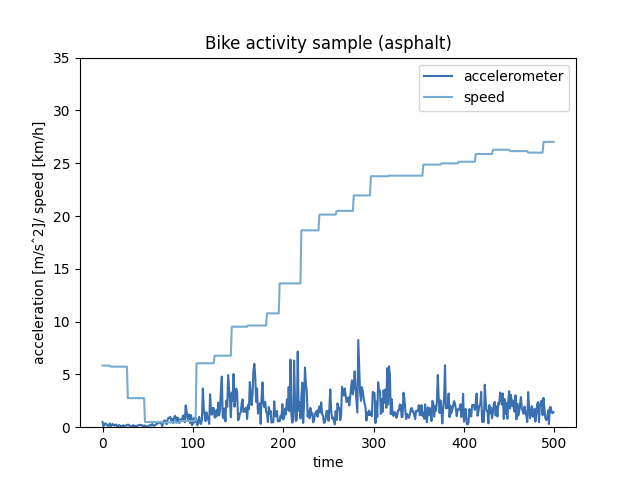 Bike activity sample (asphalt)
accelerometer
speed
acceleration [m/sˆ2]/ speed [km/h]
35
30
25
20
15
10
5
0
0 100 200 300 400 500
time